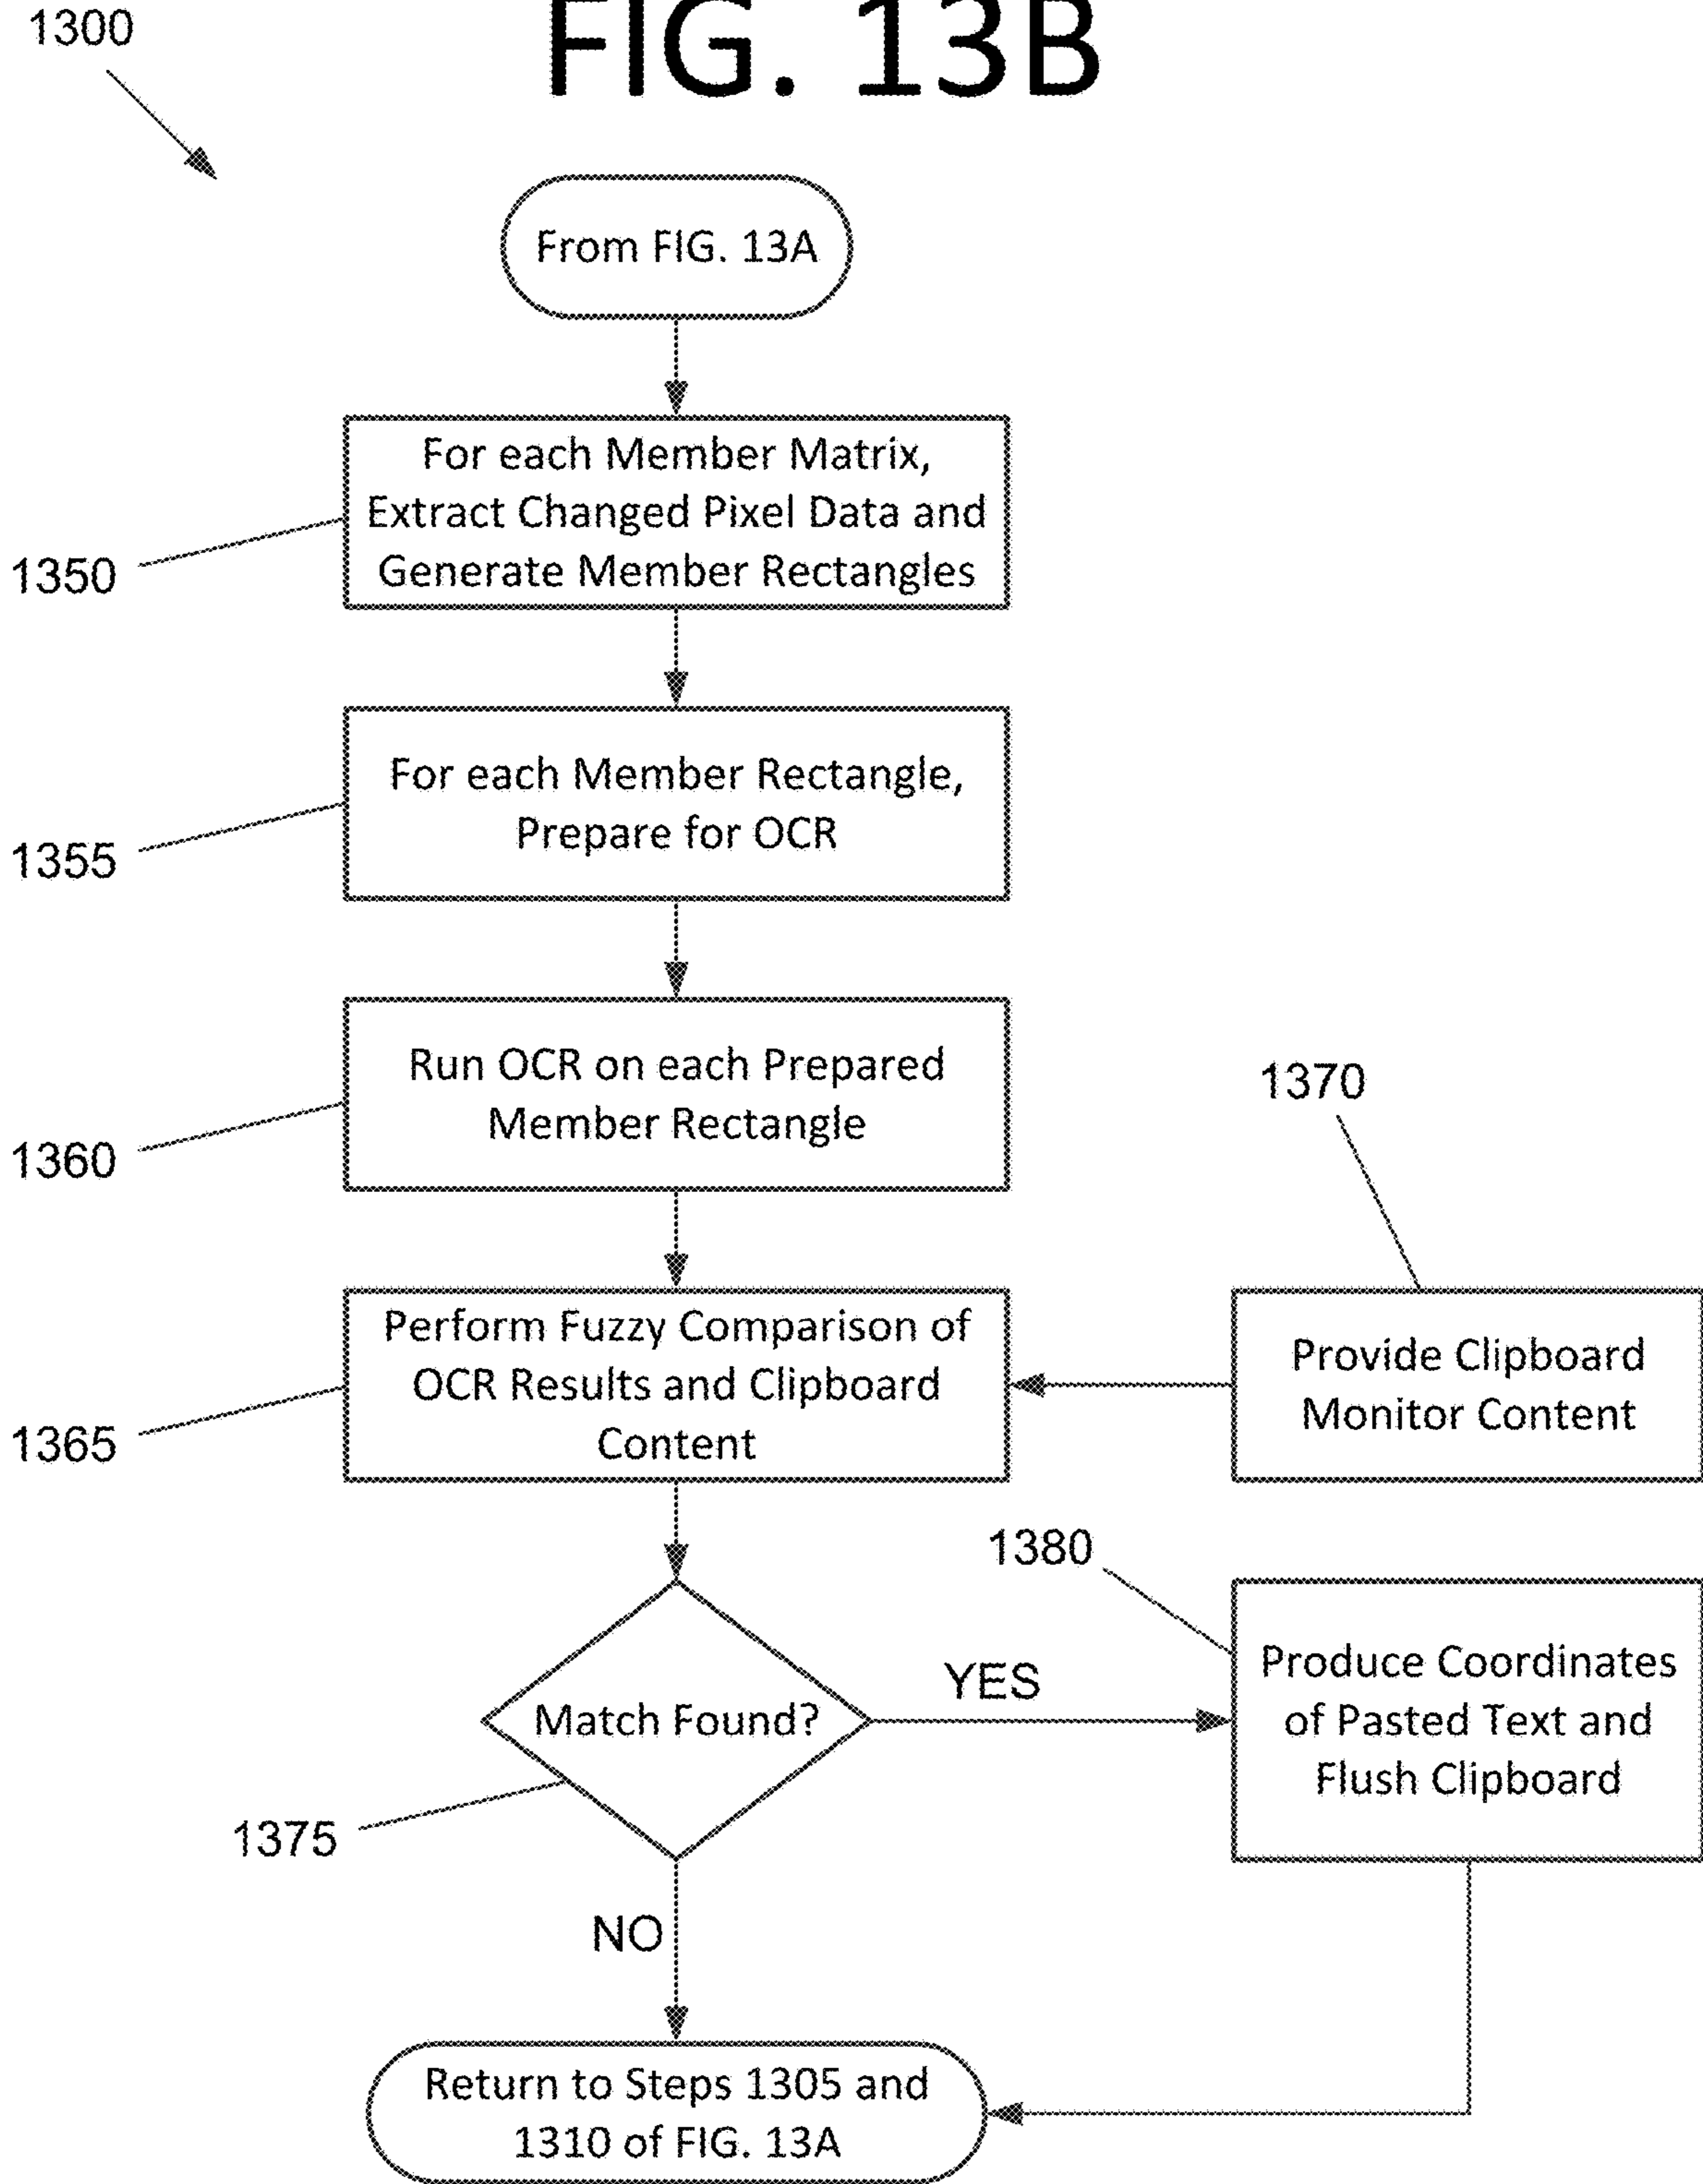 1300
FIG. 13B
From FIG. 13A
For each Member Matrix,
Extract Changed Pixel Data and
Generate Member Rectangles
1350
For each Member Rectangle,
Prepare for OCR
1355
Run OCR on each Prepared
Member Rectangle
1360
1370
Perform Fuzzy Comparison of
OCR Results and Clipboard
Content
1365
Provide Clipboard
Monitor Content
1380
Match Found?
1375
YES
Produce Coordinates
of Pasted Text and
Flush Clipboard
NO
Return to Steps 1305 and
1310 of FIG. 13A